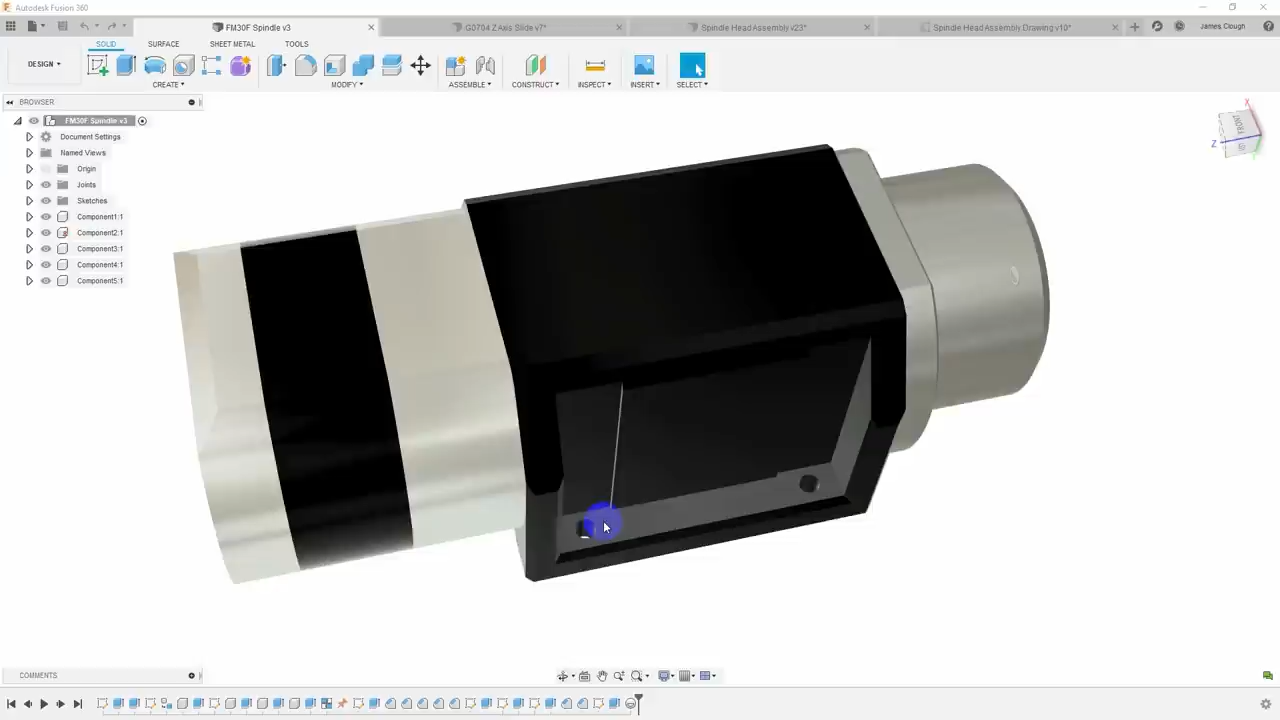 Autodesk Fusion 360
FM30F Spindle v3
G0704 Z Axis Slide v7*
Spindle Head Assembly v23*
Spindle Head Assembly Drawing v10*
James Cough
SOLID
SURFACE
SHEET METAL
TOOLS
DESIGN
CREATE
MODIFY
ASSEMBLE
CONSTRUCT
INSPECT
INSERT
SELECT
BROWSER
FM30F Spindle v3
Document Settings
Named Views
Origin
Joints
Sketches
Component1:1
Component2:1
Component3:1
Component4:1
Component5:1
X
FRONT
Z
COMMENTS